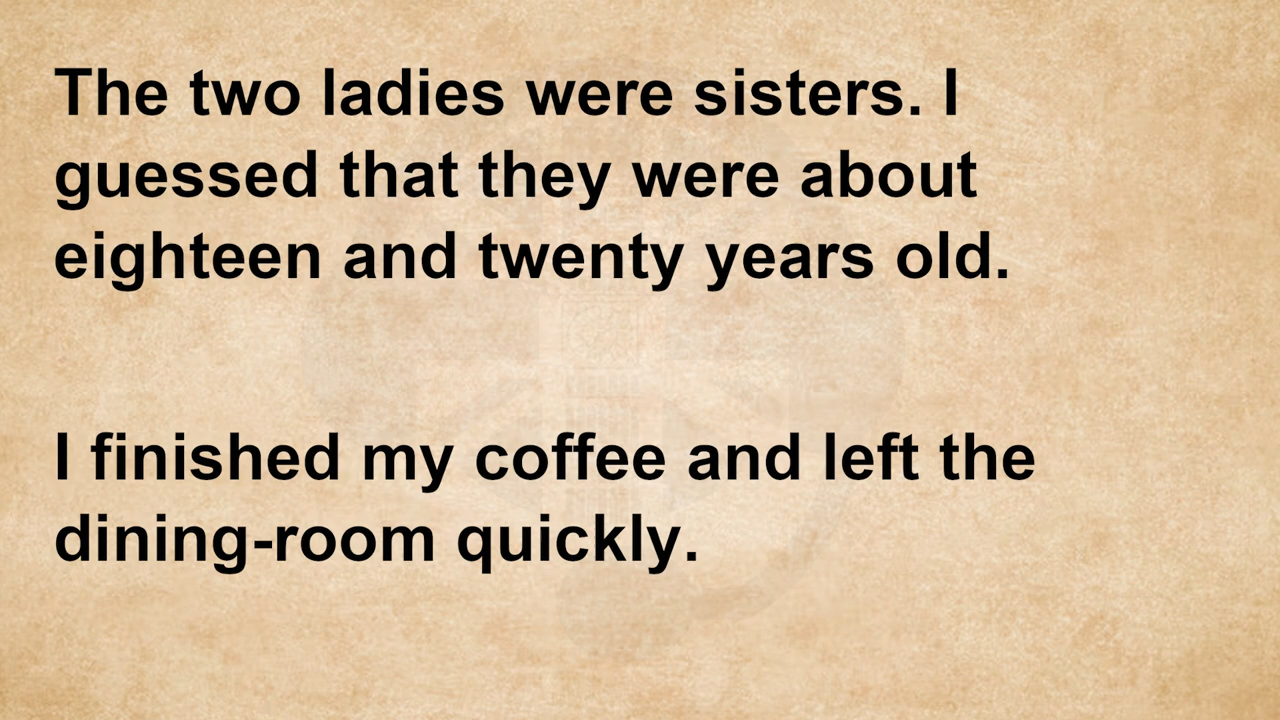 The two ladies were sisters. I
guessed that they were about
eighteen and twenty years old.
I finished my coffee and left the
dining-room quickly.